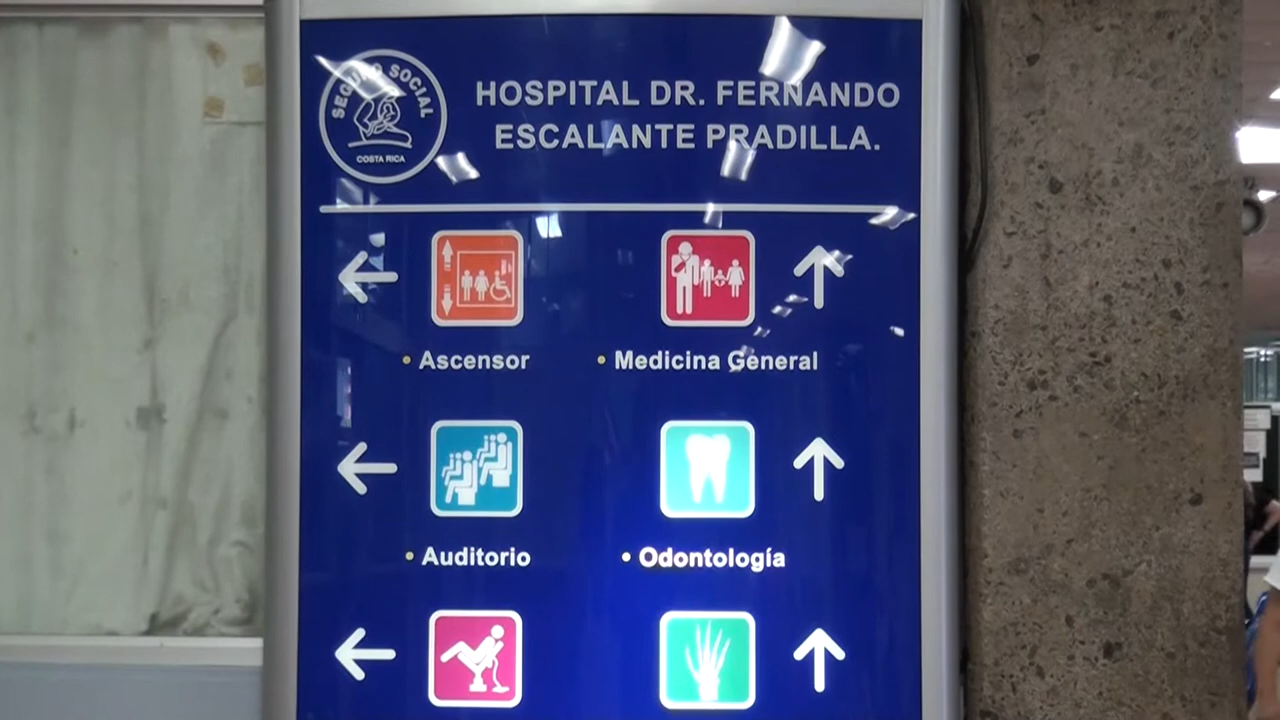 SEGURO SOCIAL
COSTA RICA
HOSPITAL DR. FERNANDO
ESCALANTE PRADILLA.
• Ascensor
• Medicina General
• Auditorio
• Odontología